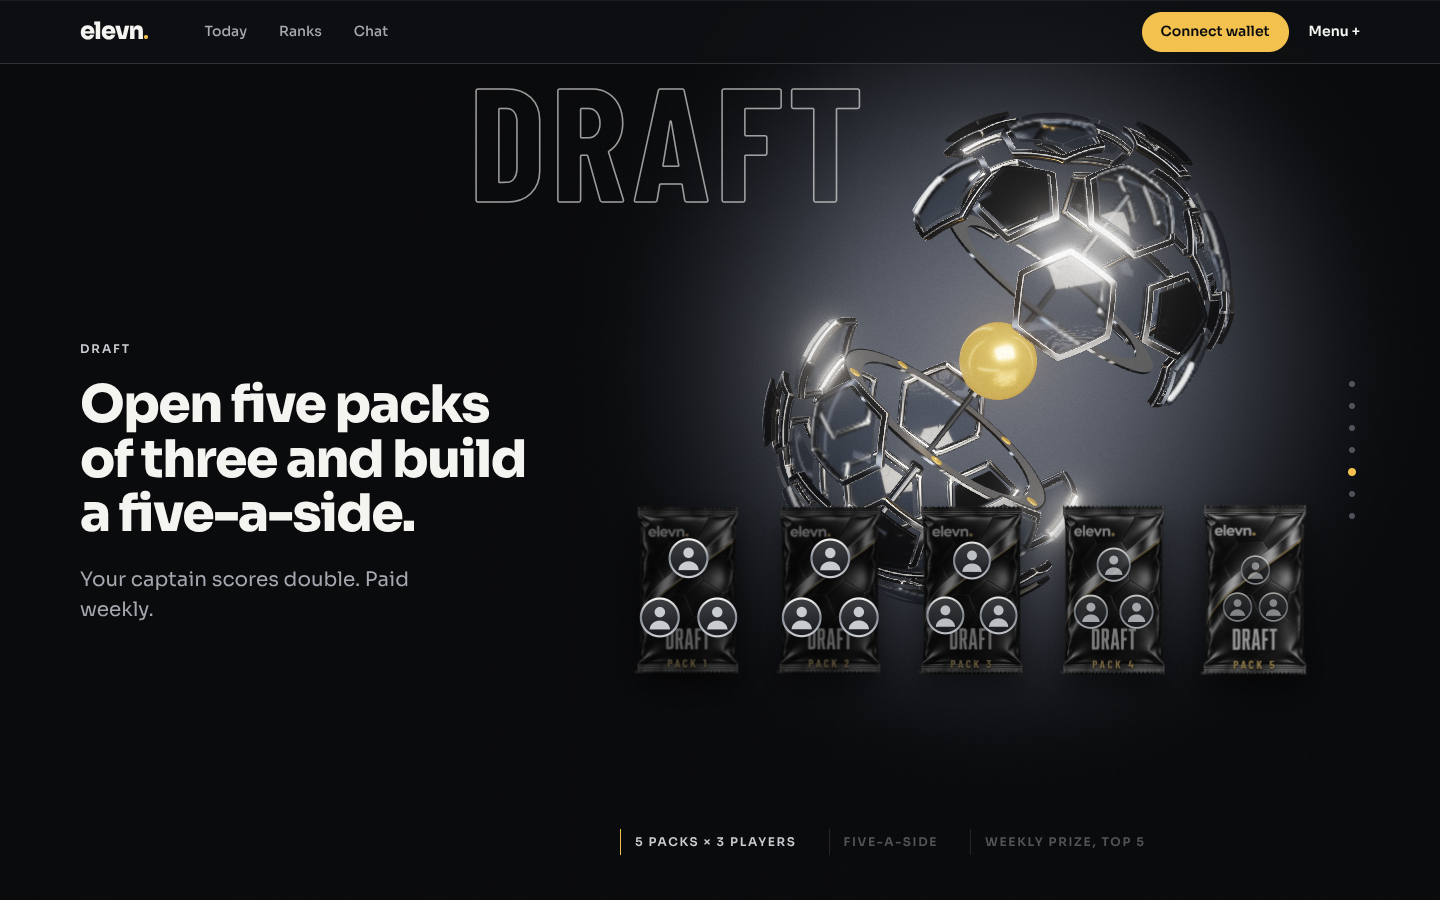 elevn.
Today
Ranks
Chat
Connect wallet
Menu +
DRAFT
DRAFT
Open five packs
of three and build
a five-a-side.
Your captain scores double. Paid
weekly.
elevn.
DRAFT
PACK 1
elevn.
DRAFT
PACK 2
elevn.
DRAFT
PACK 3
elevn.
DRAFT
PACK 4
elevn.
DRAFT
PACK 5
5 PACKS × 3 PLAYERS
FIVE-A-SIDE
WEEKLY PRIZE, TOP 5